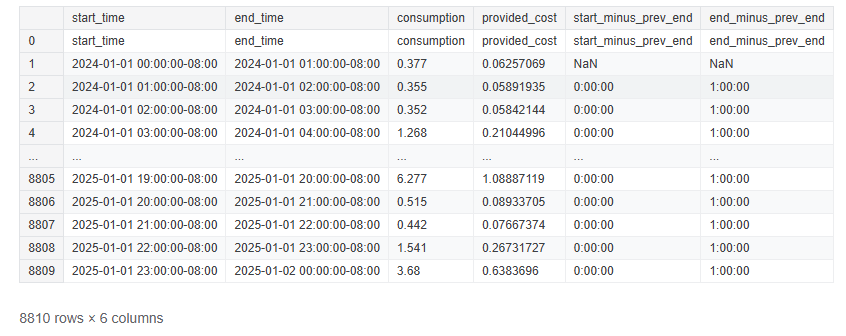 start_time end_time consumption provided_cost start_minus_prev_end end_minus_prev_end
0 start_time end_time consumption provided_cost start_minus_prev_end end_minus_prev_end
1 2024-01-01 00:00:00-08:00 2024-01-01 01:00:00-08:00 0.377 0.06257069 NaN NaN
2 2024-01-01 01:00:00-08:00 2024-01-01 02:00:00-08:00 0.355 0.05891935 0:00:00 1:00:00
3 2024-01-01 02:00:00-08:00 2024-01-01 03:00:00-08:00 0.352 0.05842144 0:00:00 1:00:00
4 2024-01-01 03:00:00-08:00 2024-01-01 04:00:00-08:00 1.268 0.21044996 0:00:00 1:00:00
... ... ... ... ... ... ...
8805 2025-01-01 19:00:00-08:00 2025-01-01 20:00:00-08:00 6.277 1.08887119 0:00:00 1:00:00
8806 2025-01-01 20:00:00-08:00 2025-01-01 21:00:00-08:00 0.515 0.08933705 0:00:00 1:00:00
8807 2025-01-01 21:00:00-08:00 2025-01-01 22:00:00-08:00 0.442 0.07667374 0:00:00 1:00:00
8808 2025-01-01 22:00:00-08:00 2025-01-01 23:00:00-08:00 1.541 0.26731727 0:00:00 1:00:00
8809 2025-01-01 23:00:00-08:00 2025-01-02 00:00:00-08:00 3.68 0.6383696 0:00:00 1:00:00
8810 rows × 6 columns